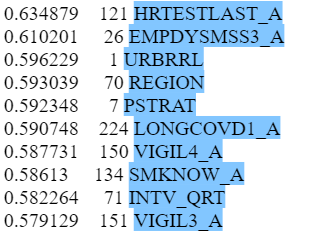 0.634879 121 HRTESTLAST_A
0.610201 26 EMPDYSMSS3_A
0.596229 1 URBRRL
0.593039 70 REGION
0.592348 7 PSTRAT
0.590748 224 LONGCOVD1_A
0.587731 150 VIGIL4_A
0.58613 134 SMKNOW_A
0.582264 71 INTV_QRT
0.579129 151 VIGIL3_A